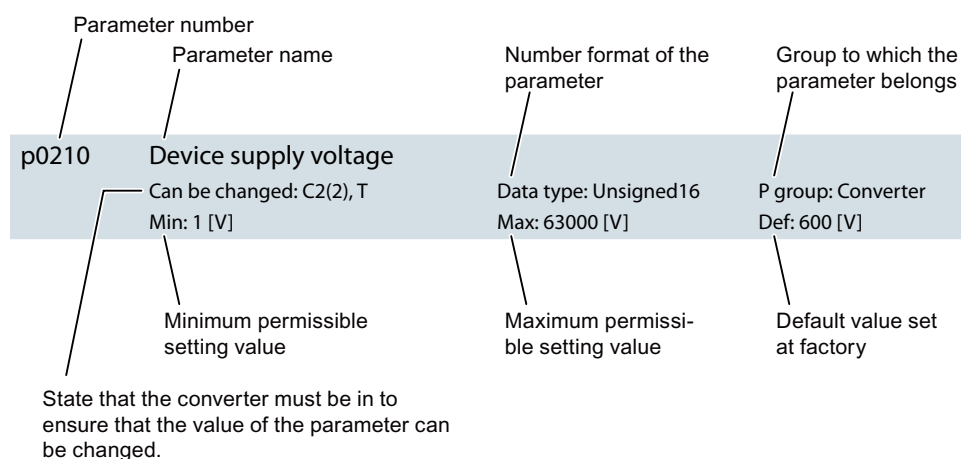 Parameter number
Parameter name
Number format of the
parameter
Group to which the
parameter belongs
p0210 Device supply voltage
Can be changed: C2(2), T Data type: Unsigned16 P group: Converter
Min: 1 [V] Max: 63000 [V] Def: 600 [V]
Minimum permissible
setting value
Maximum permissi-
ble setting value
Default value set
at factory
State that the converter must be in to
ensure that the value of the parameter can
be changed.